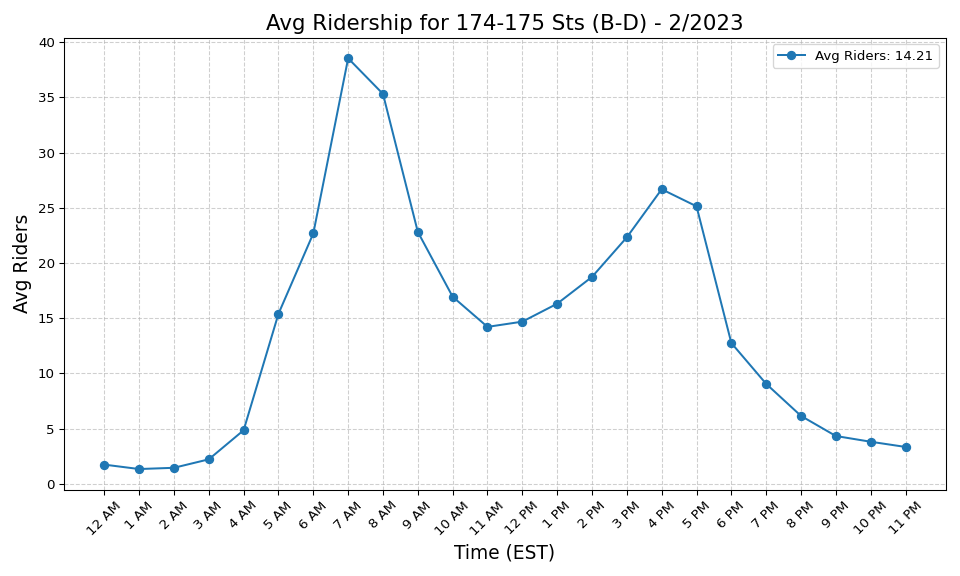 Avg Ridership for 174-175 Sts (B-D) - 2/2023
Avg Riders: 14.21
Avg Riders
40
35
30
25
20
15
10
5
0
12 AM
1 AM
2 AM
3 AM
4 AM
5 AM
6 AM
7 AM
8 AM
9 AM
10 AM
11 AM
12 PM
1 PM
2 PM
3 PM
4 PM
5 PM
6 PM
7 PM
8 PM
9 PM
10 PM
11 PM
Time (EST)